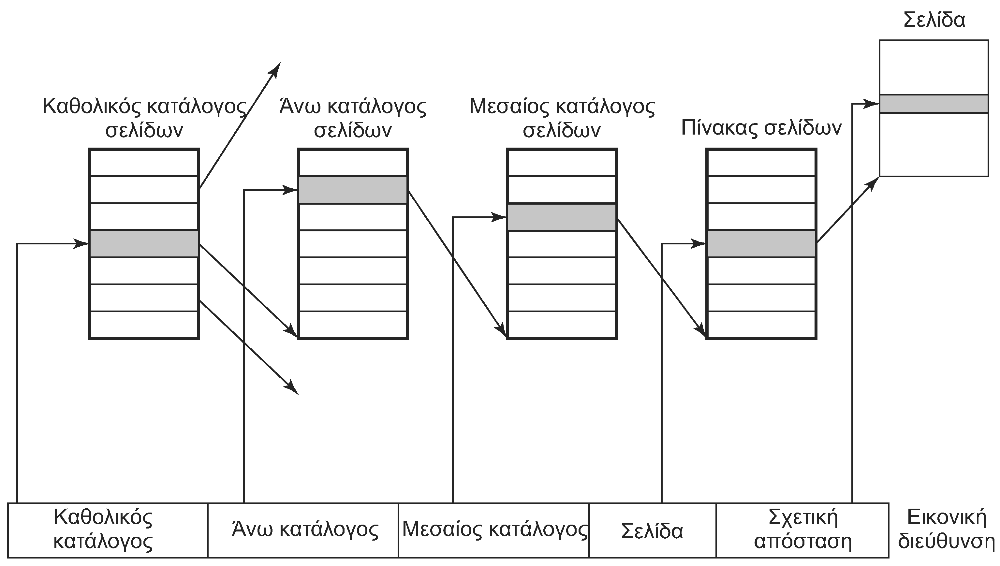 Σελίδα
Καθολικός κατάλογος
σελίδων
Άνω κατάλογος
σελίδων
Μεσαίος κατάλογος
σελίδων
Πίνακας σελίδων
Καθολικός
κατάλογος
Άνω κατάλογος
Μεσαίος κατάλογος
Σελίδα
Σχετική
απόσταση
Εικονική
διεύθυνση